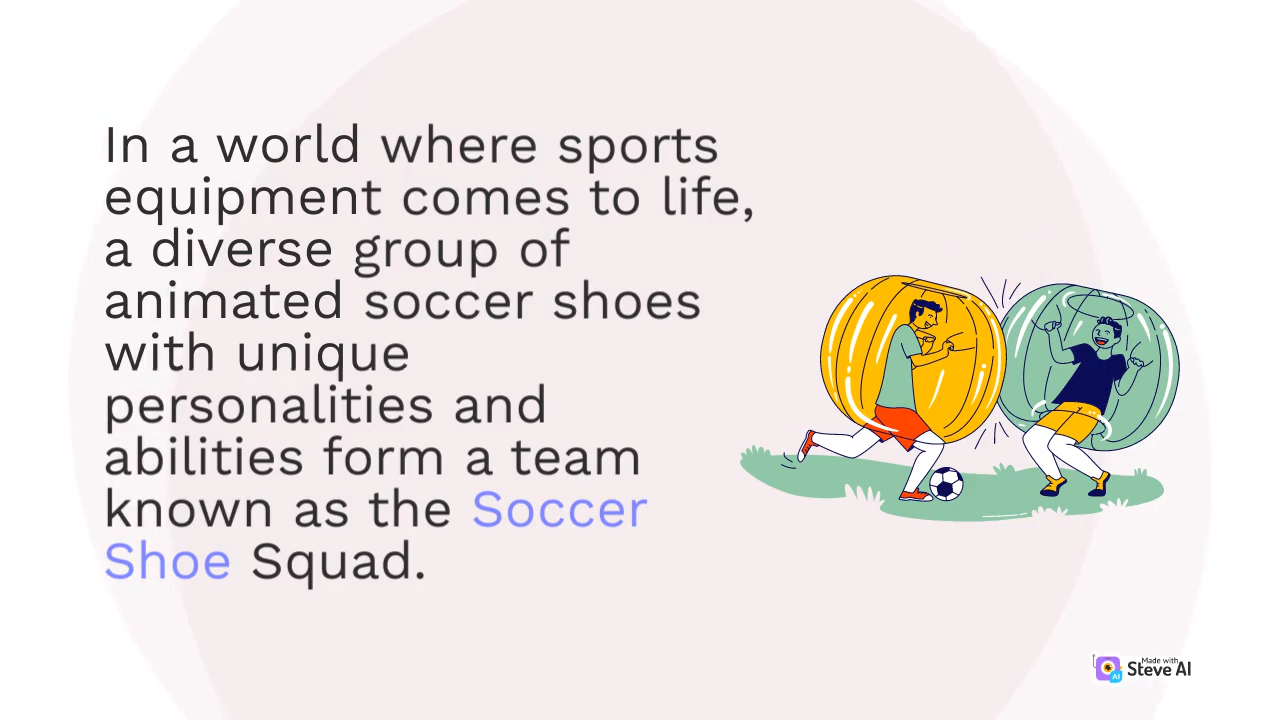 In a world where sports
equipment comes to life,
a diverse group of
animated soccer shoes
with unique
personalities and
abilities form a team
known as the Soccer
Shoe Squad.
Made with
Steve AI
AI